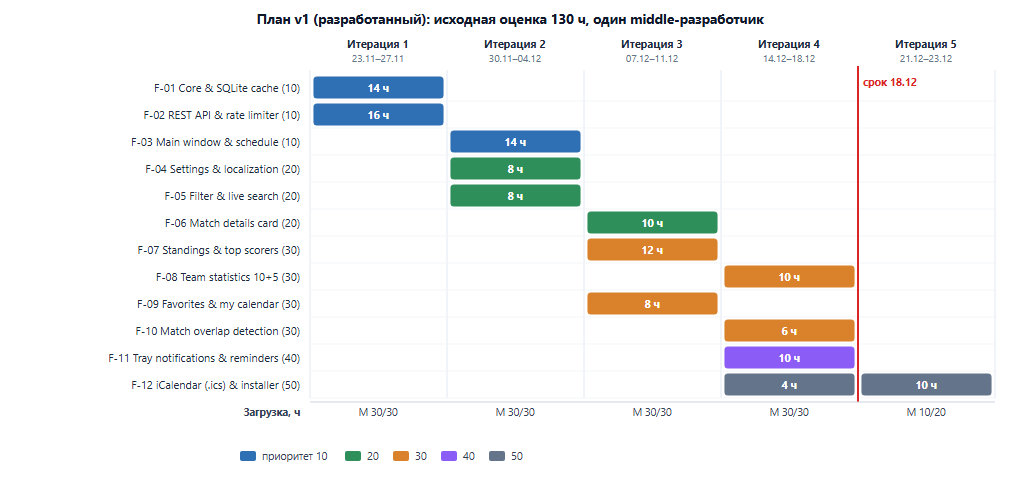 План v1 (разработанный): исходная оценка 130 ч, один middle-разработчик
Итерация 1 Итерация 2 Итерация 3 Итерация 4 Итерация 5
23.11–27.11 30.11–04.12 07.12–11.12 14.12–18.12 21.12–23.12
срок 18.12
F-01 Core & SQLite cache (10) 14 ч
F-02 REST API & rate limiter (10) 16 ч
F-03 Main window & schedule (10) 14 ч
F-04 Settings & localization (20) 8 ч
F-05 Filter & live search (20) 8 ч
F-06 Match details card (20) 10 ч
F-07 Standings & top scorers (30) 12 ч
F-08 Team statistics 10+5 (30) 10 ч
F-09 Favorites & my calendar (30) 8 ч
F-10 Match overlap detection (30) 6 ч
F-11 Tray notifications & reminders (40) 10 ч
F-12 iCalendar (.ics) & installer (50) 4 ч 10 ч
Загрузка, ч M 30/30 M 30/30 M 30/30 M 30/30 M 10/20
приоритет 10 20 30 40 50